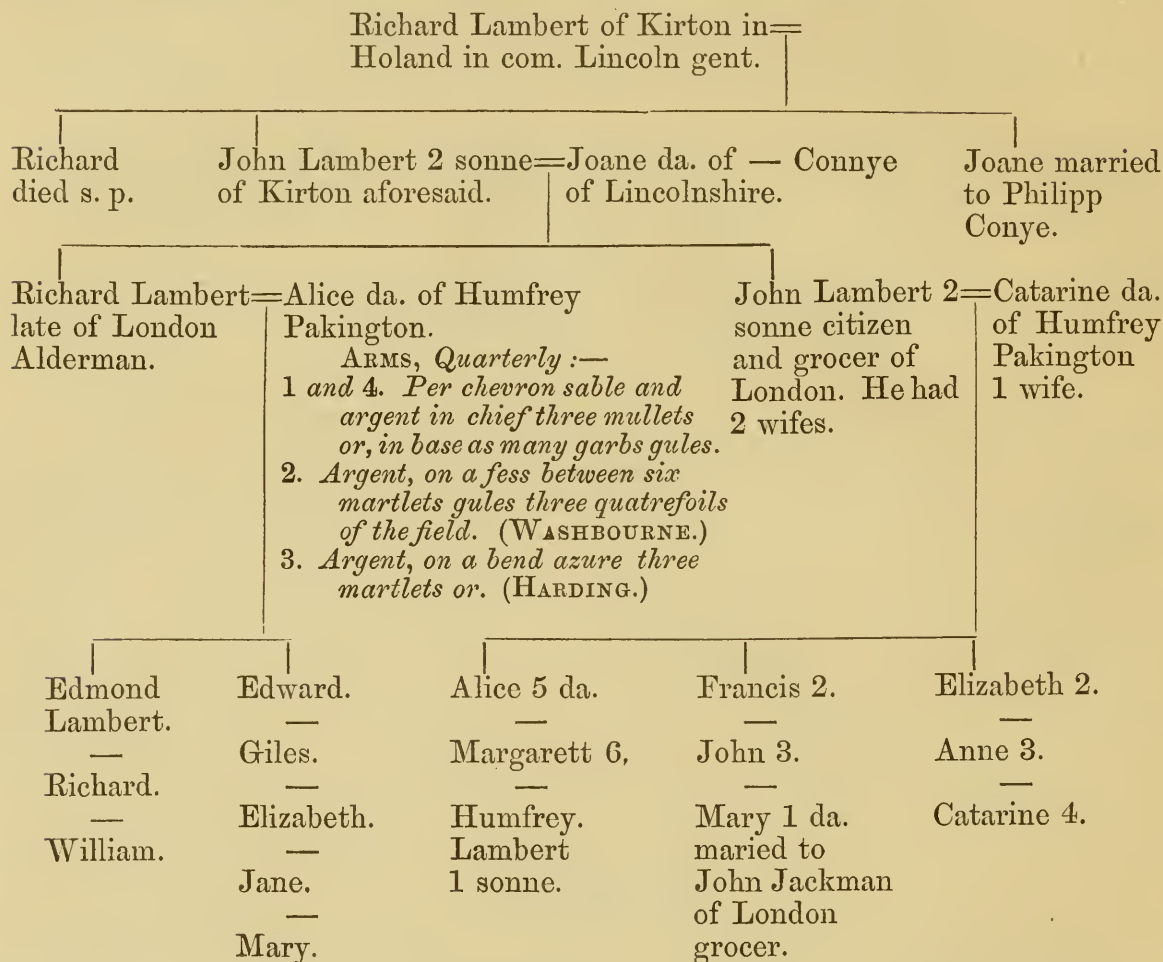 Richard Lambert of Kirton in=
Holand in com. Lincoln gent.
Richard
died s. p.
John Lambert 2 sonne=
of Kirton aforesaid.
Joane da. of — Connye
of Lincolnshire.
Joane married
to Philipp
Conye.
Richard Lambert=
late of London
Alderman.
Alice da. of Humfrey
Pakington.
ARMS, Quarterly :—
1 and 4. Per chevron sable and
argent in chief three mullets
or, in base as many garbs gules.
2. Argent, on a fess between six
martlets gules three quatrefoils
of the field. (WASHBOURNE.)
3. Argent, on a bend azure three
martlets or. (HARDING.)
John Lambert 2=
sonne citizen
and grocer of
London. He had
2 wifes.
Catarine da.
of Humfrey
Pakington
1 wife.
Edmond
Lambert.
—
Richard.
—
William.
Edward.
—
Giles.
—
Elizabeth.
—
Jane.
—
Mary.
Alice 5 da.
—
Margarett 6,
—
Humfrey.
Lambert
1 sonne.
Francis 2.
—
John 3.
—
Mary 1 da.
maried to
John Jackman
of London
grocer.
Elizabeth 2.
—
Anne 3.
—
Catarine 4.